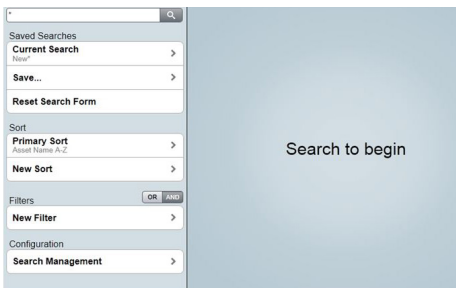 *
Saved Searches
Current Search
New*
Save...
Reset Search Form
Sort
Primary Sort
Asset Name A-Z
New Sort
Filters OR AND
New Filter
Configuration
Search Management
Search to begin